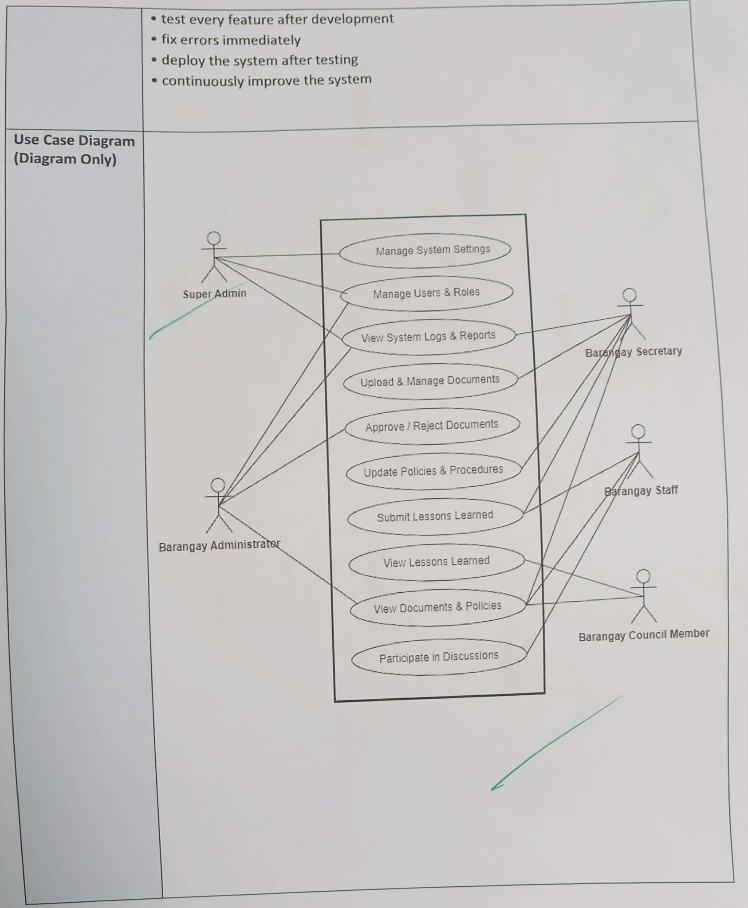 • test every feature after development
• fix errors immediately
• deploy the system after testing
• continuously improve the system
Use Case Diagram
(Diagram Only)
Manage System Settings
Super Admin
Manage Users & Roles
View System Logs & Reports
Barangay Secretary
Upload & Manage Documents
Approve / Reject Documents
Update Policies & Procedures
Barangay Staff
Submit Lessons Learned
Barangay Administrator
View Lessons Learned
View Documents & Policies
Barangay Council Member
Participate in Discussions